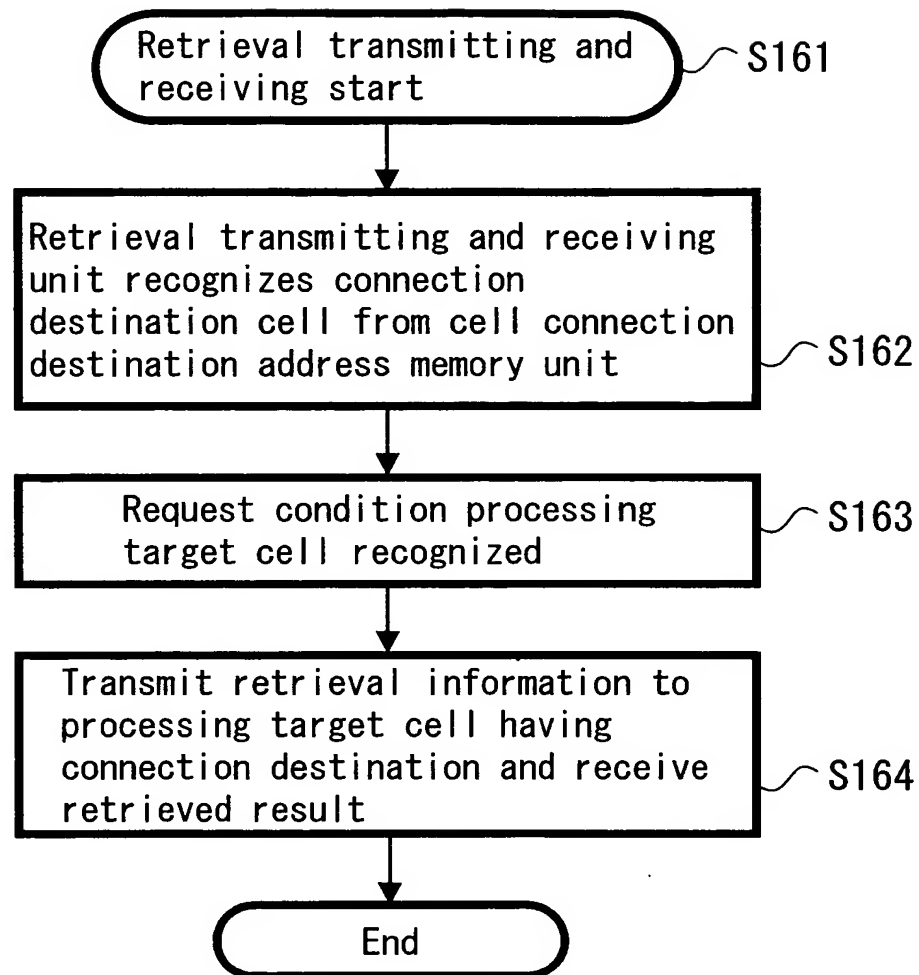 Retrieval transmitting and
receiving start
S161
Retrieval transmitting and receiving
unit recognizes connection
destination cell from cell connection
destination address memory unit
S162
Request condition processing
target cell recognized
S163
Transmit retrieval information to
processing target cell having
connection destination and receive
retrieved result
S164
End